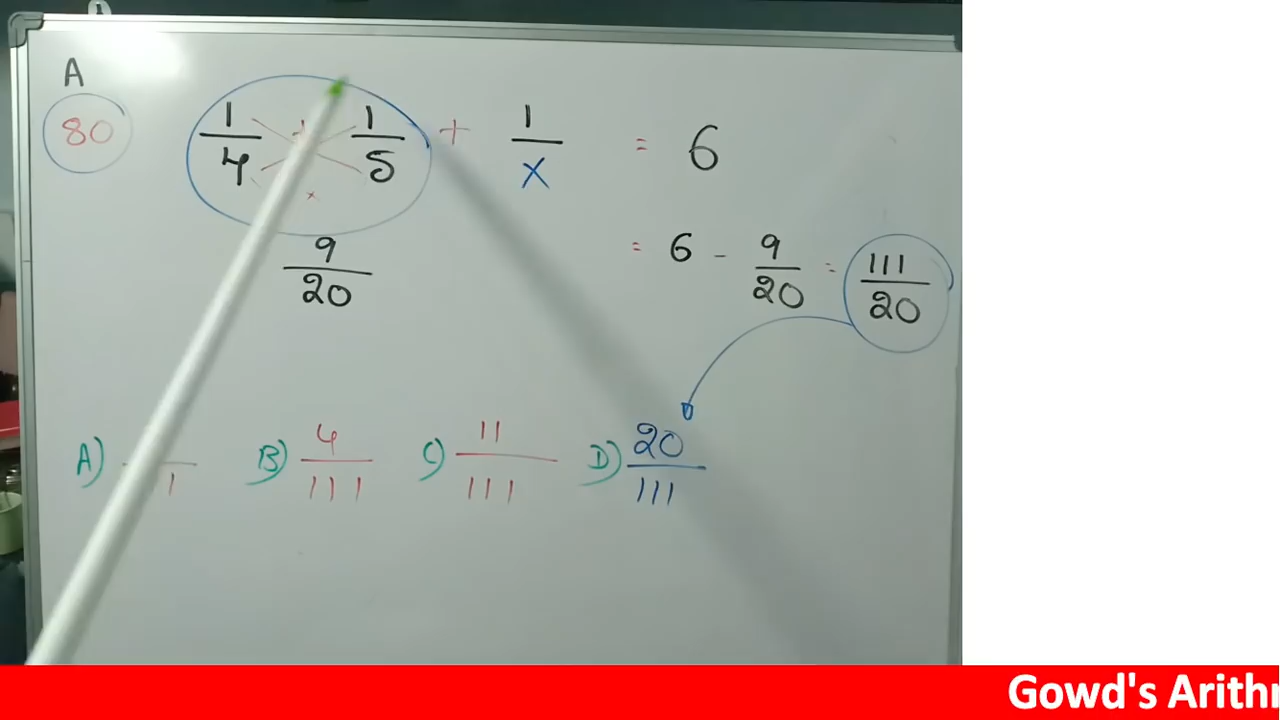 A
80
1/4 + 1/5 + 1/x = 6
9/20
= 6 - 9/20 = 111/20
A)
B) 4/111
C) 11/111
D) 20/111
Gowd's